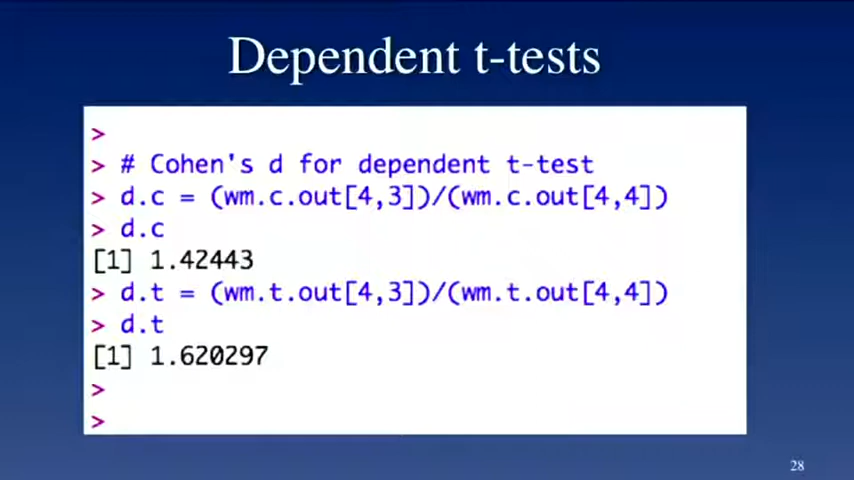 Dependent t-tests
>
> # Cohen's d for dependent t-test
> d.c = (wm.c.out[4,3])/(wm.c.out[4,4])
> d.c
[1] 1.42443
> d.t = (wm.t.out[4,3])/(wm.t.out[4,4])
> d.t
[1] 1.620297
>
>
28